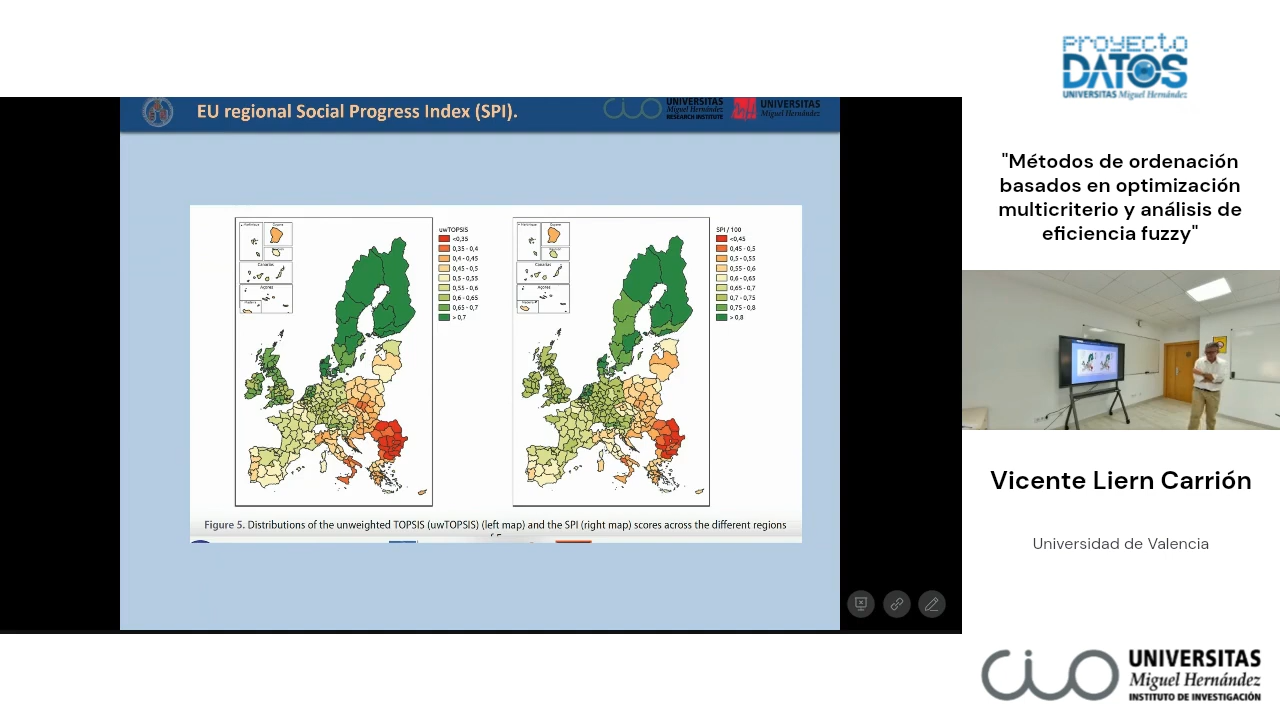 EU regional Social Progress Index (SPI).
UNIVERSITAS
Miguel Hernández
RESEARCH INSTITUTE
UNIVERSITAS
Miguel Hernández
uwTOPSIS
<0,35
0,35 - 0,4
0,4 - 0,45
0,45 - 0,5
0,5 - 0,55
0,55 - 0,6
0,6 - 0,65
0,65 - 0,7
> 0,7
Canarias
Açores
SPI / 100
<0,45
0,45 - 0,5
0,5 - 0,55
0,55 - 0,6
0,6 - 0,65
0,65 - 0,7
0,7 - 0,75
0,75 - 0,8
> 0,8
Canarias
Açores
Figure 5. Distributions of the unweighted TOPSIS (uwTOPSIS) (left map) and the SPI (right map) scores across the different regions
PROYECTO
DATOS
UNIVERSITAS Miguel Hernández
"Métodos de ordenación
basados en optimización
multicriterio y análisis de
eficiencia fuzzy"
Vicente Liern Carrión
Universidad de Valencia
CIO
UNIVERSITAS
Miguel Hernández
INSTITUTO DE INVESTIGACIÓN